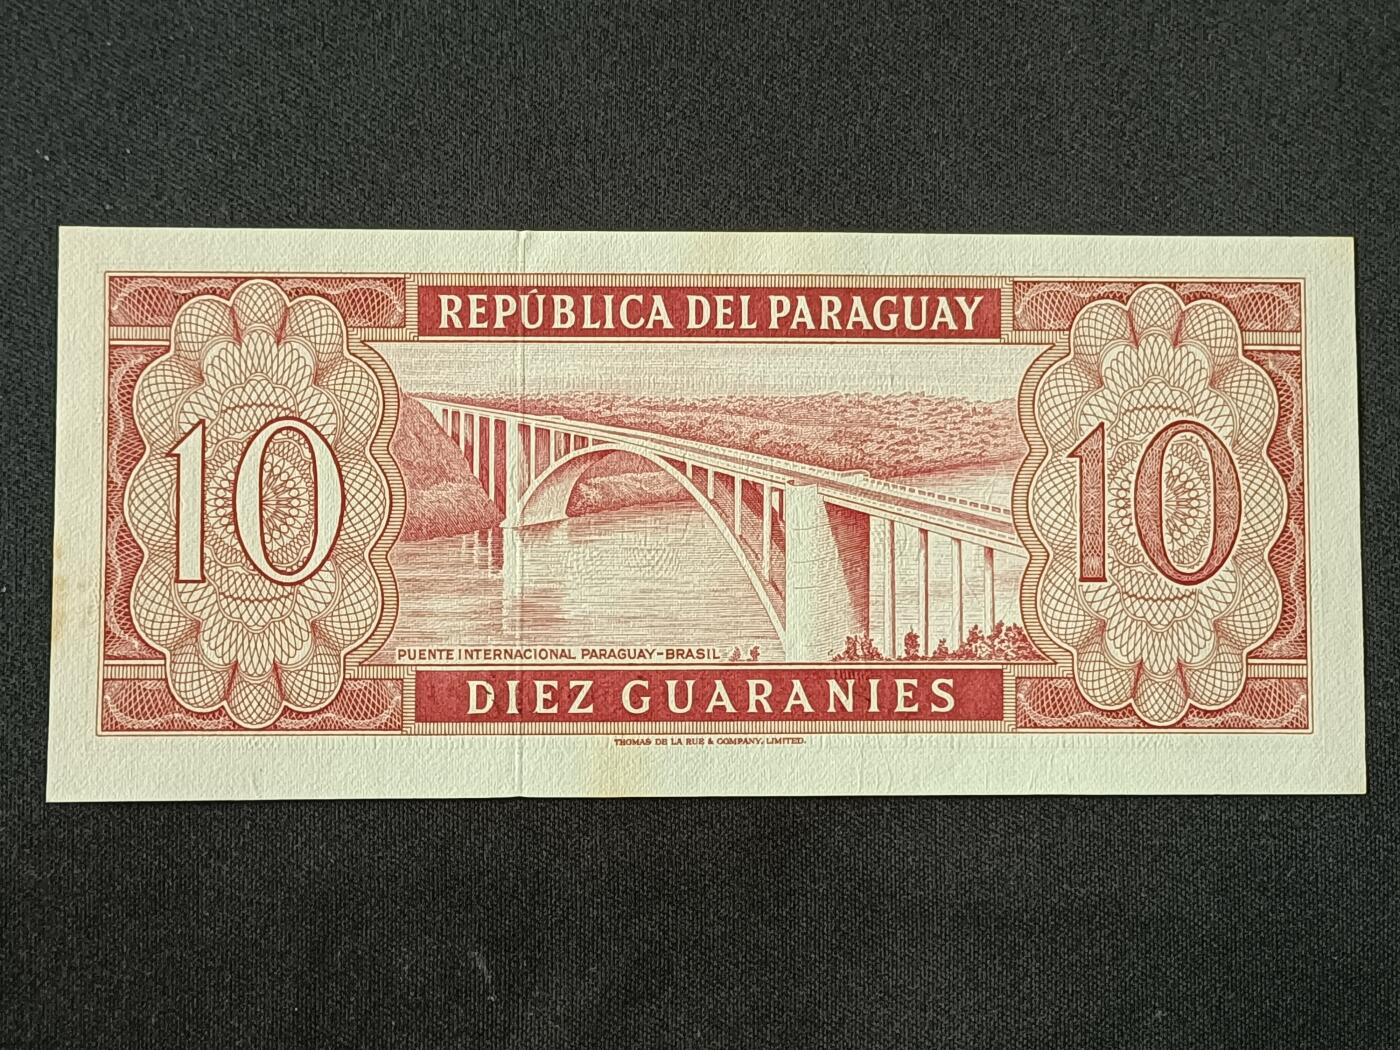 REPÚBLICA DEL PARAGUAY
10
10
PUENTE INTERNACIONAL PARAGUAY-BRASIL
DIEZ GUARANIES
THOMAS DE LA RUE & COMPANY, LIMITED.